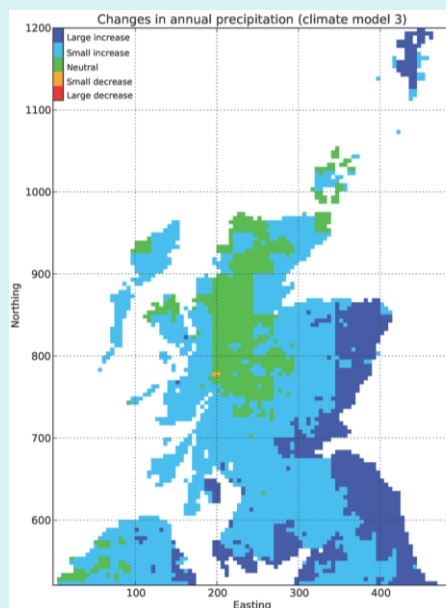 Changes in annual precipitation (climate model 3)
Large increase
Small increase
Neutral
Small decrease
Large decrease
1200
1100
1000
900
800
700
600
Northing
100
200
300
400
Easting